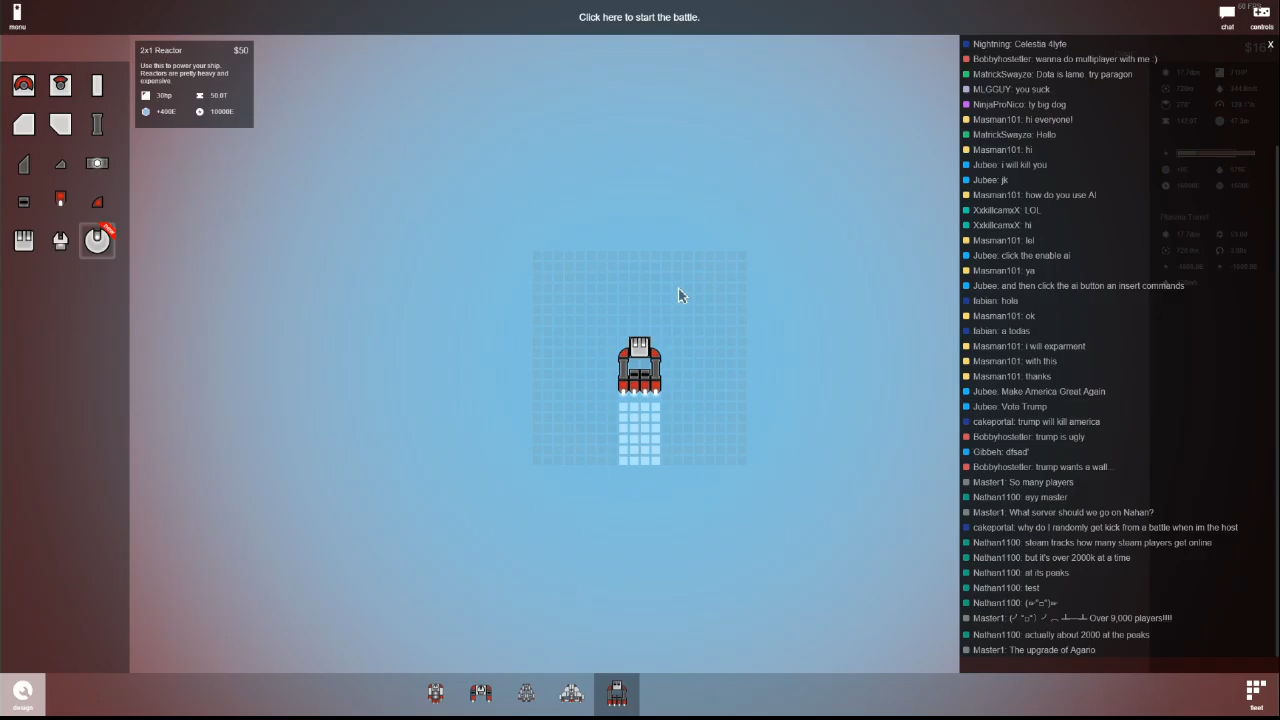 60 FPS
menu
Click here to start the battle.
chat
controls
2x1 Reactor $50
Use this to power your ship.
Reactors are pretty heavy and
expensive.
30hp 50.0T
+400E 10000E
new
x
Nightning: Celestia 4lyfe
Bobbyhostetler: wanna do multiplayer with me :)
MatrickSwayze: Dota is lame. try paragon
MLGGUY: you suck
NinjaProNico: ty big dog
Masman101: hi everyone!
MatrickSwayze: Hello
Masman101: hi
Jubee: i will kill you
Jubee: jk
Masman101: how do you use AI
XxkillcamxX: LOL
XxkillcamxX: hi
Masman101: lel
Jubee: click the enable ai
Masman101: ya
Jubee: and then click the ai button an insert commands
fabian: hola
Masman101: ok
fabian: a todas
Masman101: i will exparment
Masman101: with this
Masman101: thanks
Jubee: Make America Great Again
Jubee: Vote Trump
cakeportal: trump will kill america
Bobbyhostetler: trump is ugly
Gibbeh: dfsad'
Bobbyhostetler: trump wants a wall...
Master1: So many players
Nathan1100: ayy master
Master1: What server should we go on Nahan?
cakeportal: why do I randomly get kick from a battle when im the host
Nathan1100: steam tracks how many steam players get online
Nathan1100: but it's over 2000k at a time
Nathan1100: at its peaks
Nathan1100: test
Nathan1100:
Master1: Over 9,000 players!!!!
Nathan1100: actually about 2000 at the peaks
Master1: The upgrade of Agario
design
fleet